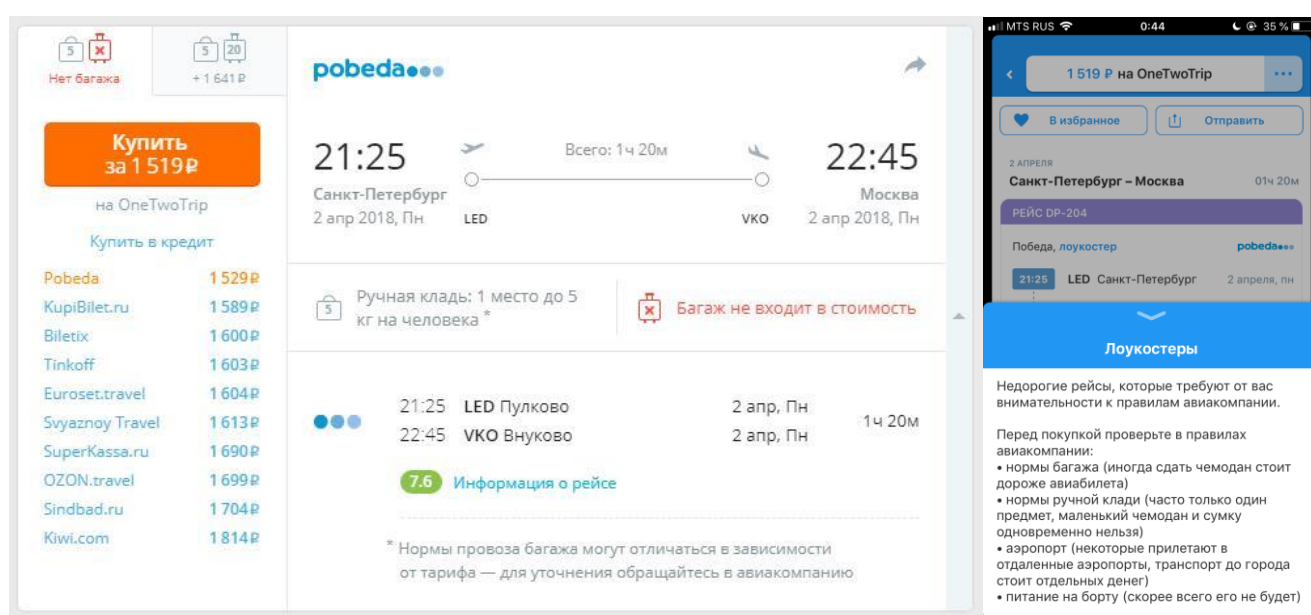 5
5 20
Нет багажа
+ 1 641 ₽
Купить
за 1 519 ₽
на OneTwoTrip
Купить в кредит
Pobeda 1 529 ₽
KupiBilet.ru 1 589 ₽
Biletix 1 600 ₽
Tinkoff 1 603 ₽
Euroset.travel 1 604 ₽
Svyaznoy Travel 1 613 ₽
SuperKassa.ru 1 690 ₽
OZON.travel 1 699 ₽
Sindbad.ru 1 704 ₽
Kiwi.com 1 814 ₽
pobeda
21:25 Всего: 1ч 20м 22:45
Санкт-Петербург Москва
2 апр 2018, Пн LED VKO 2 апр 2018, Пн
5 Ручная кладь: 1 место до 5
кг на человека *
Багаж не входит в стоимость
21:25 LED Пулково 2 апр, Пн
22:45 VKO Внуково 2 апр, Пн
1ч 20м
7.6 Информация о рейсе
* Нормы провоза багажа могут отличаться в зависимости
от тарифа — для уточнения обращайтесь в авиакомпанию
MTS RUS 0:44 35 %
1 519 ₽ на OneTwoTrip
В избранное Отправить
2 АПРЕЛЯ
Санкт-Петербург – Москва 01ч 20м
РЕЙС DP-204
Победа, лоукостер pobeda
21:25 LED Санкт-Петербург 2 апреля, пн
Лоукостеры
Недорогие рейсы, которые требуют от вас
внимательности к правилам авиакомпании.
Перед покупкой проверьте в правилах
авиакомпании:
• нормы багажа (иногда сдать чемодан стоит
дороже авиабилета)
• нормы ручной клади (часто только один
предмет, маленький чемодан и сумку
одновременно нельзя)
• аэропорт (некоторые прилетают в
отдаленные аэропорты, транспорт до города
стоит отдельных денег)
• питание на борту (скорее всего его не будет)